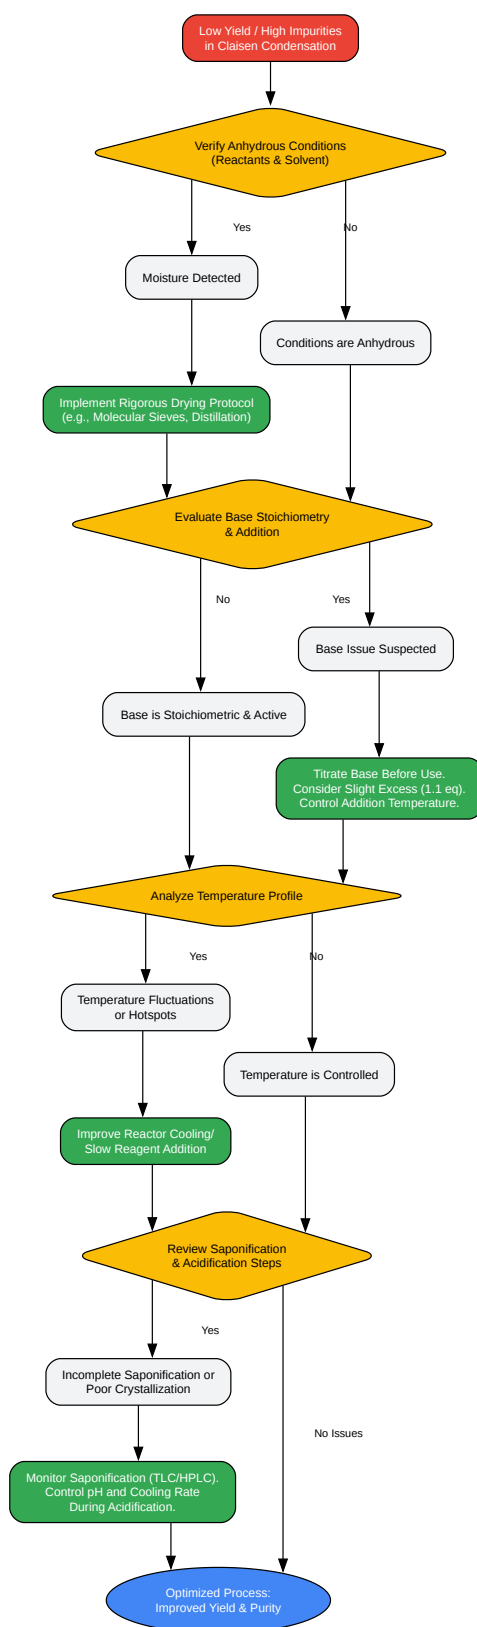 Low Yield / High Impurities
in Claisen Condensation
Verify Anhydrous Conditions
(Reactants & Solvent)
Yes
No
Moisture Detected
Conditions are Anhydrous
Implement Rigorous Drying Protocol
(e.g., Molecular Sieves, Distillation)
Evaluate Base Stoichiometry
& Addition
No
Yes
Base Issue Suspected
Base is Stoichiometric & Active
Titrate Base Before Use.
Consider Slight Excess (1.1 eq).
Control Addition Temperature.
Analyze Temperature Profile
Yes
No
Temperature Fluctuations
or Hotspots
Temperature is Controlled
Improve Reactor Cooling/
Slow Reagent Addition
Review Saponification
& Acidification Steps
Yes
Incomplete Saponification or
Poor Crystallization
No Issues
Monitor Saponification (TLC/HPLC).
Control pH and Cooling Rate
During Acidification.
Optimized Process:
Improved Yield & Purity